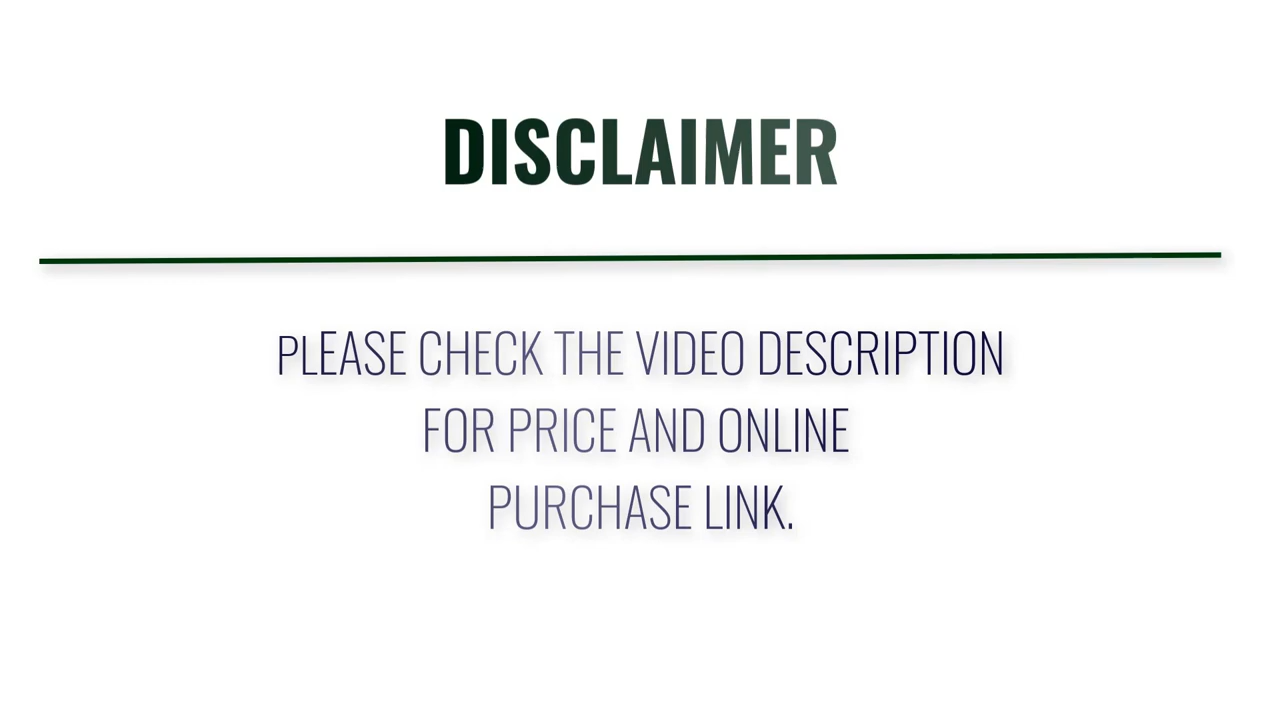 DISCLAIMER
PLEASE CHECK THE VIDEO DESCRIPTION
FOR PRICE AND ONLINE
PURCHASE LINK.